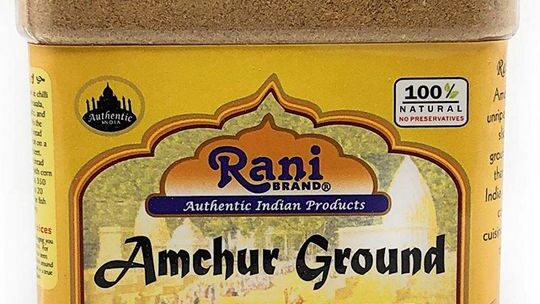 Authentic
INDIA
100%
NATURAL
NO PRESERVATIVES
Rani
BRAND®
Authentic Indian Products
Amchur Ground